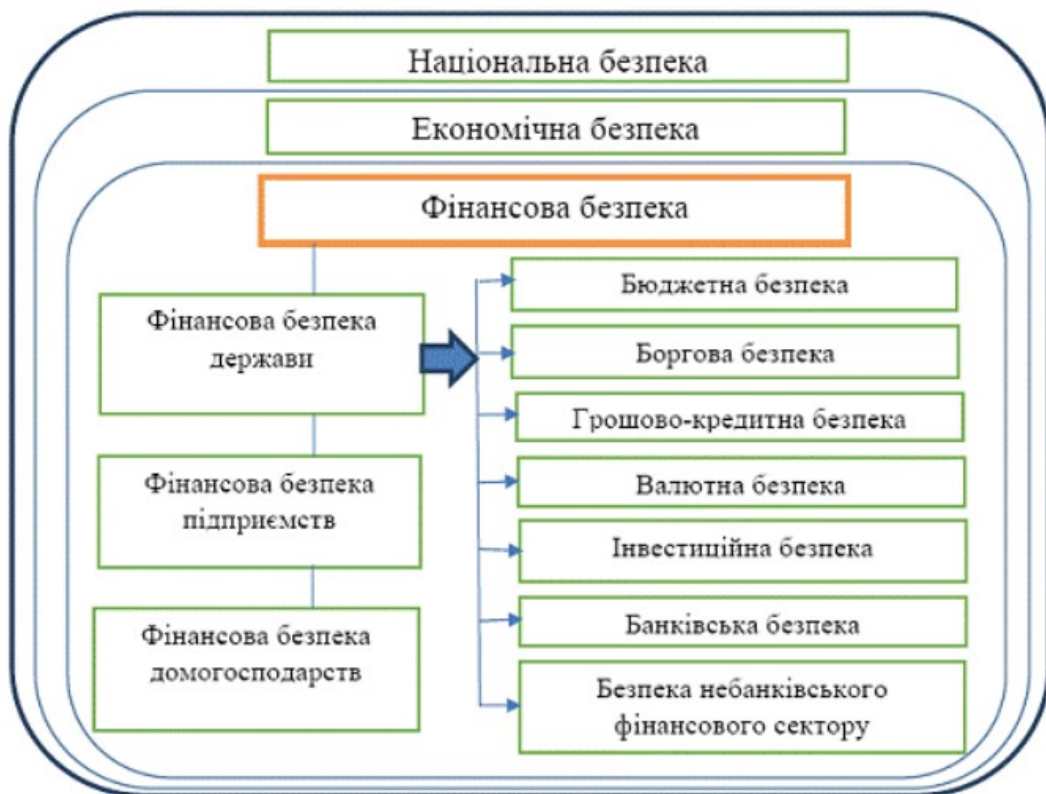 Національна безпека
Економічна безпека
Фінансова безпека
Фінансова безпека
держави
Фінансова безпека
підприємств
Фінансова безпека
домогосподарств
Бюджетна безпека
Боргова безпека
Грошово-кредитна безпека
Валютна безпека
Інвестиційна безпека
Банківська безпека
Безпека небанківського
фінансового сектору